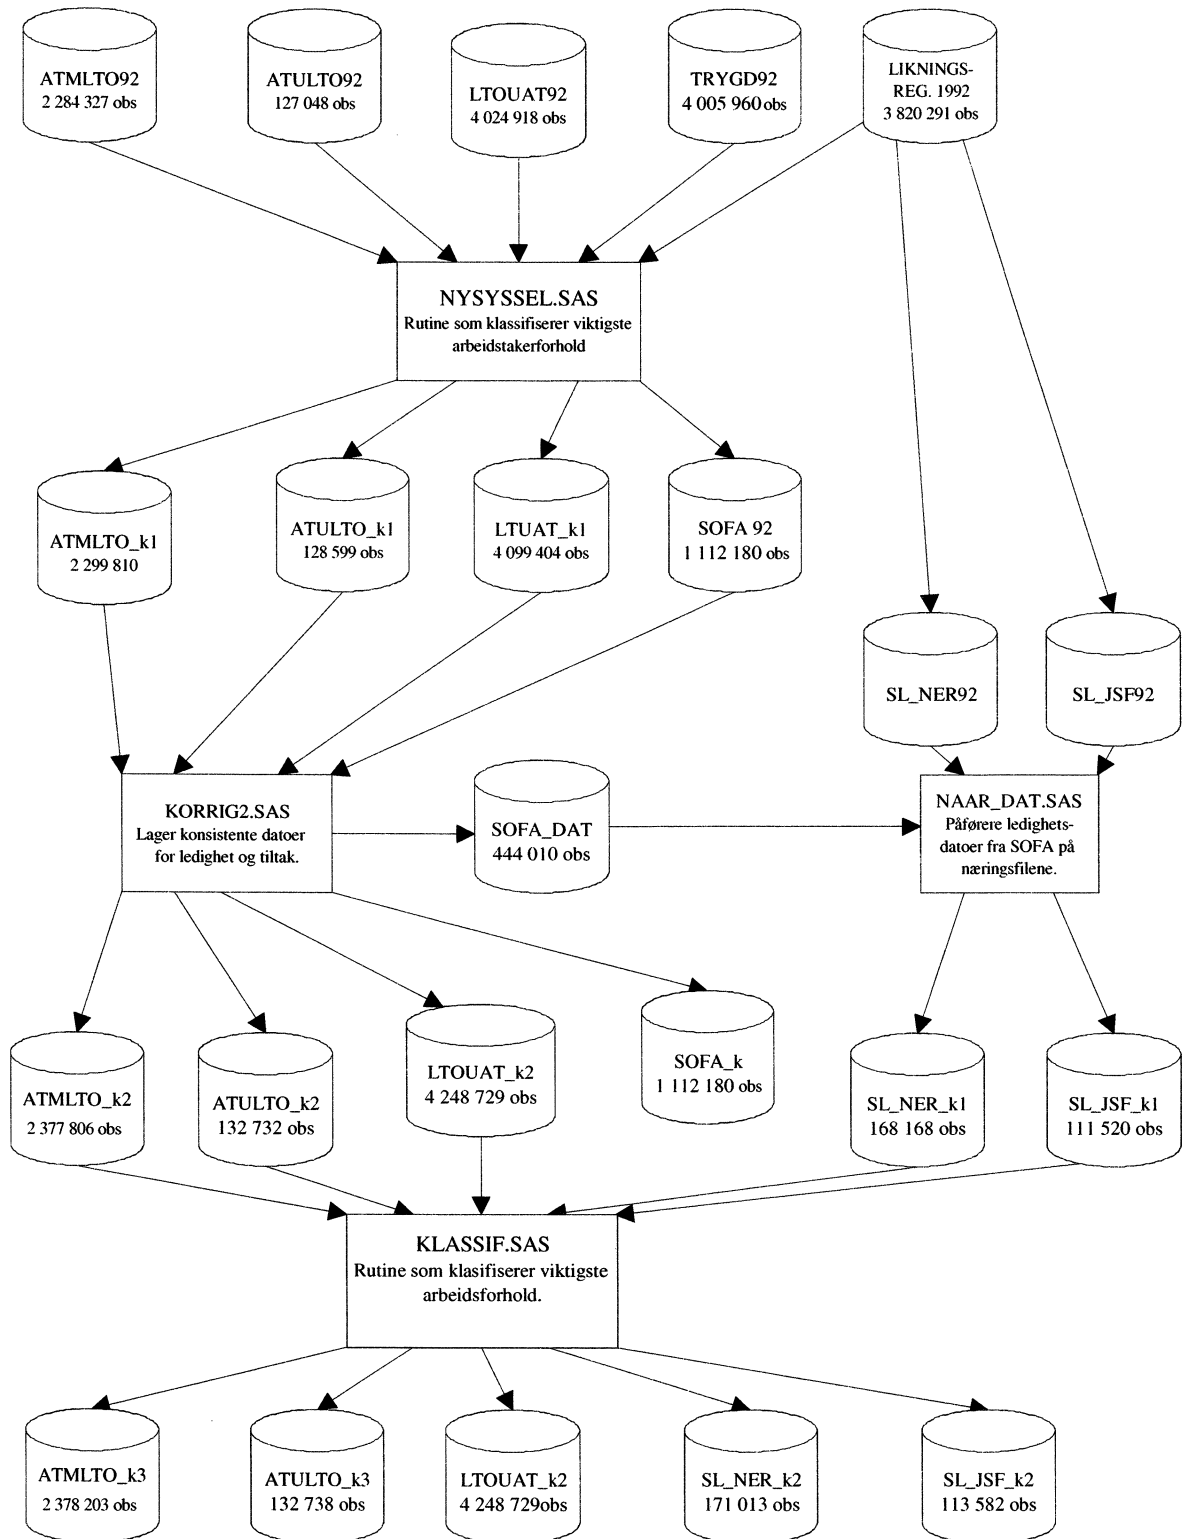 ATMLTO92
2 284 327 obs
ATULTO92
127 048 obs
LTOUAT92
4 024 918 obs
TRYGD92
4 005 960 obs
LIKNINGS-
REG. 1992
3 820 291 obs
NYSYSSEL.SAS
Rutine som klassifiserer viktigste
arbeidstakerforhold
ATMLTO_k1
2 299 810
ATULTO_k1
128 599 obs
LTUAT_k1
4 099 404 obs
SOFA 92
1 112 180 obs
SL_NER92
SL_JSF92
KORRIG2.SAS
Lager konsistente datoer
for ledighet og tiltak.
SOFA_DAT
444 010 obs
NAAR_DAT.SAS
Påførere ledighets-
datoer fra SOFA på
næringsfilene.
ATMLTO_k2
2 377 806 obs
ATULTO_k2
132 732 obs
LTOUAT_k2
4 248 729 obs
SOFA_k
1 112 180 obs
SL_NER_k1
168 168 obs
SL_JSF_k1
111 520 obs
KLASSIF.SAS
Rutine som klasifiserer viktigste
arbeidsforhold.
ATMLTO_k3
2 378 203 obs
ATULTO_k3
132 738 obs
LTOUAT_k2
4 248 729obs
SL_NER_k2
171 013 obs
SL_JSF_k2
113 582 obs